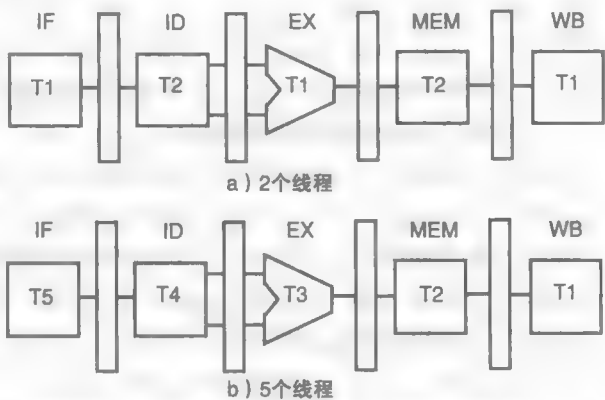 IF ID EX MEM WB
T1 T2 T1 T2 T1
a）2个线程
IF ID EX MEM WB
T5 T4 T3 T2 T1
b）5个线程